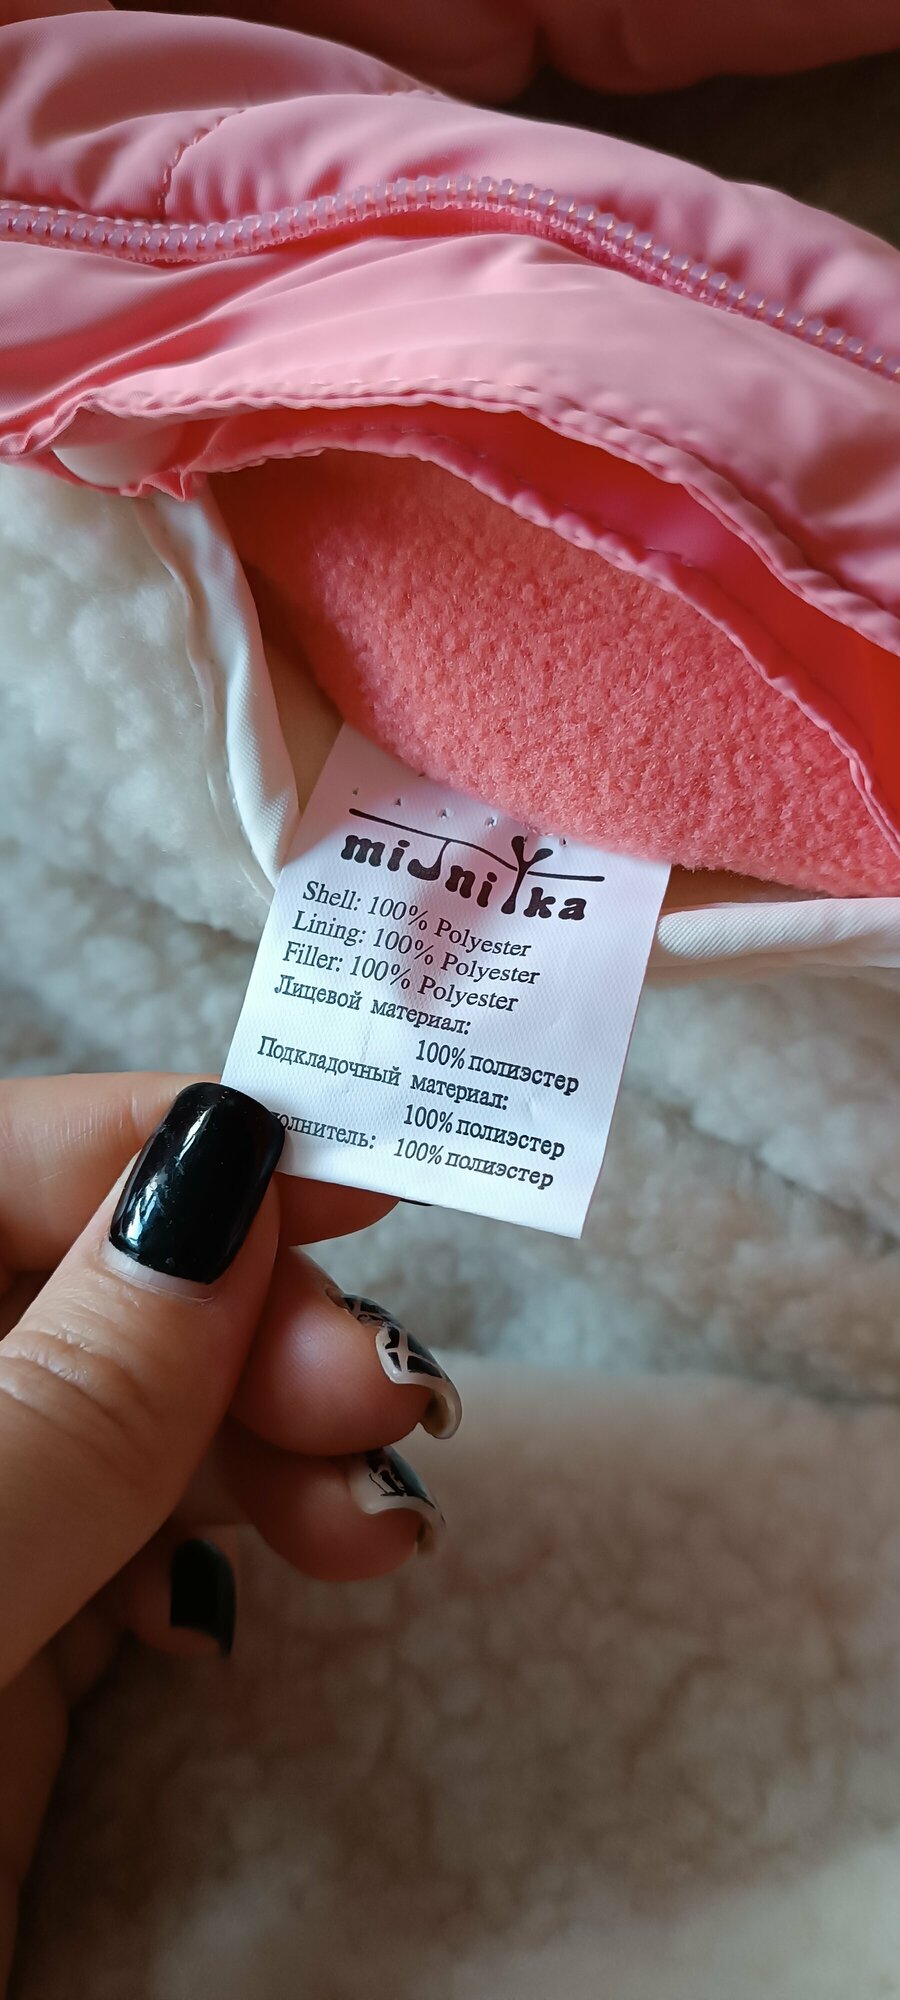 miJniYka
Shell: 100% Polyester
Lining: 100% Polyester
Filler: 100% Polyester
Лицевой материал:
100% полиэстер
Подкладочный материал:
100% полиэстер
олнитель: 100% полиэстер